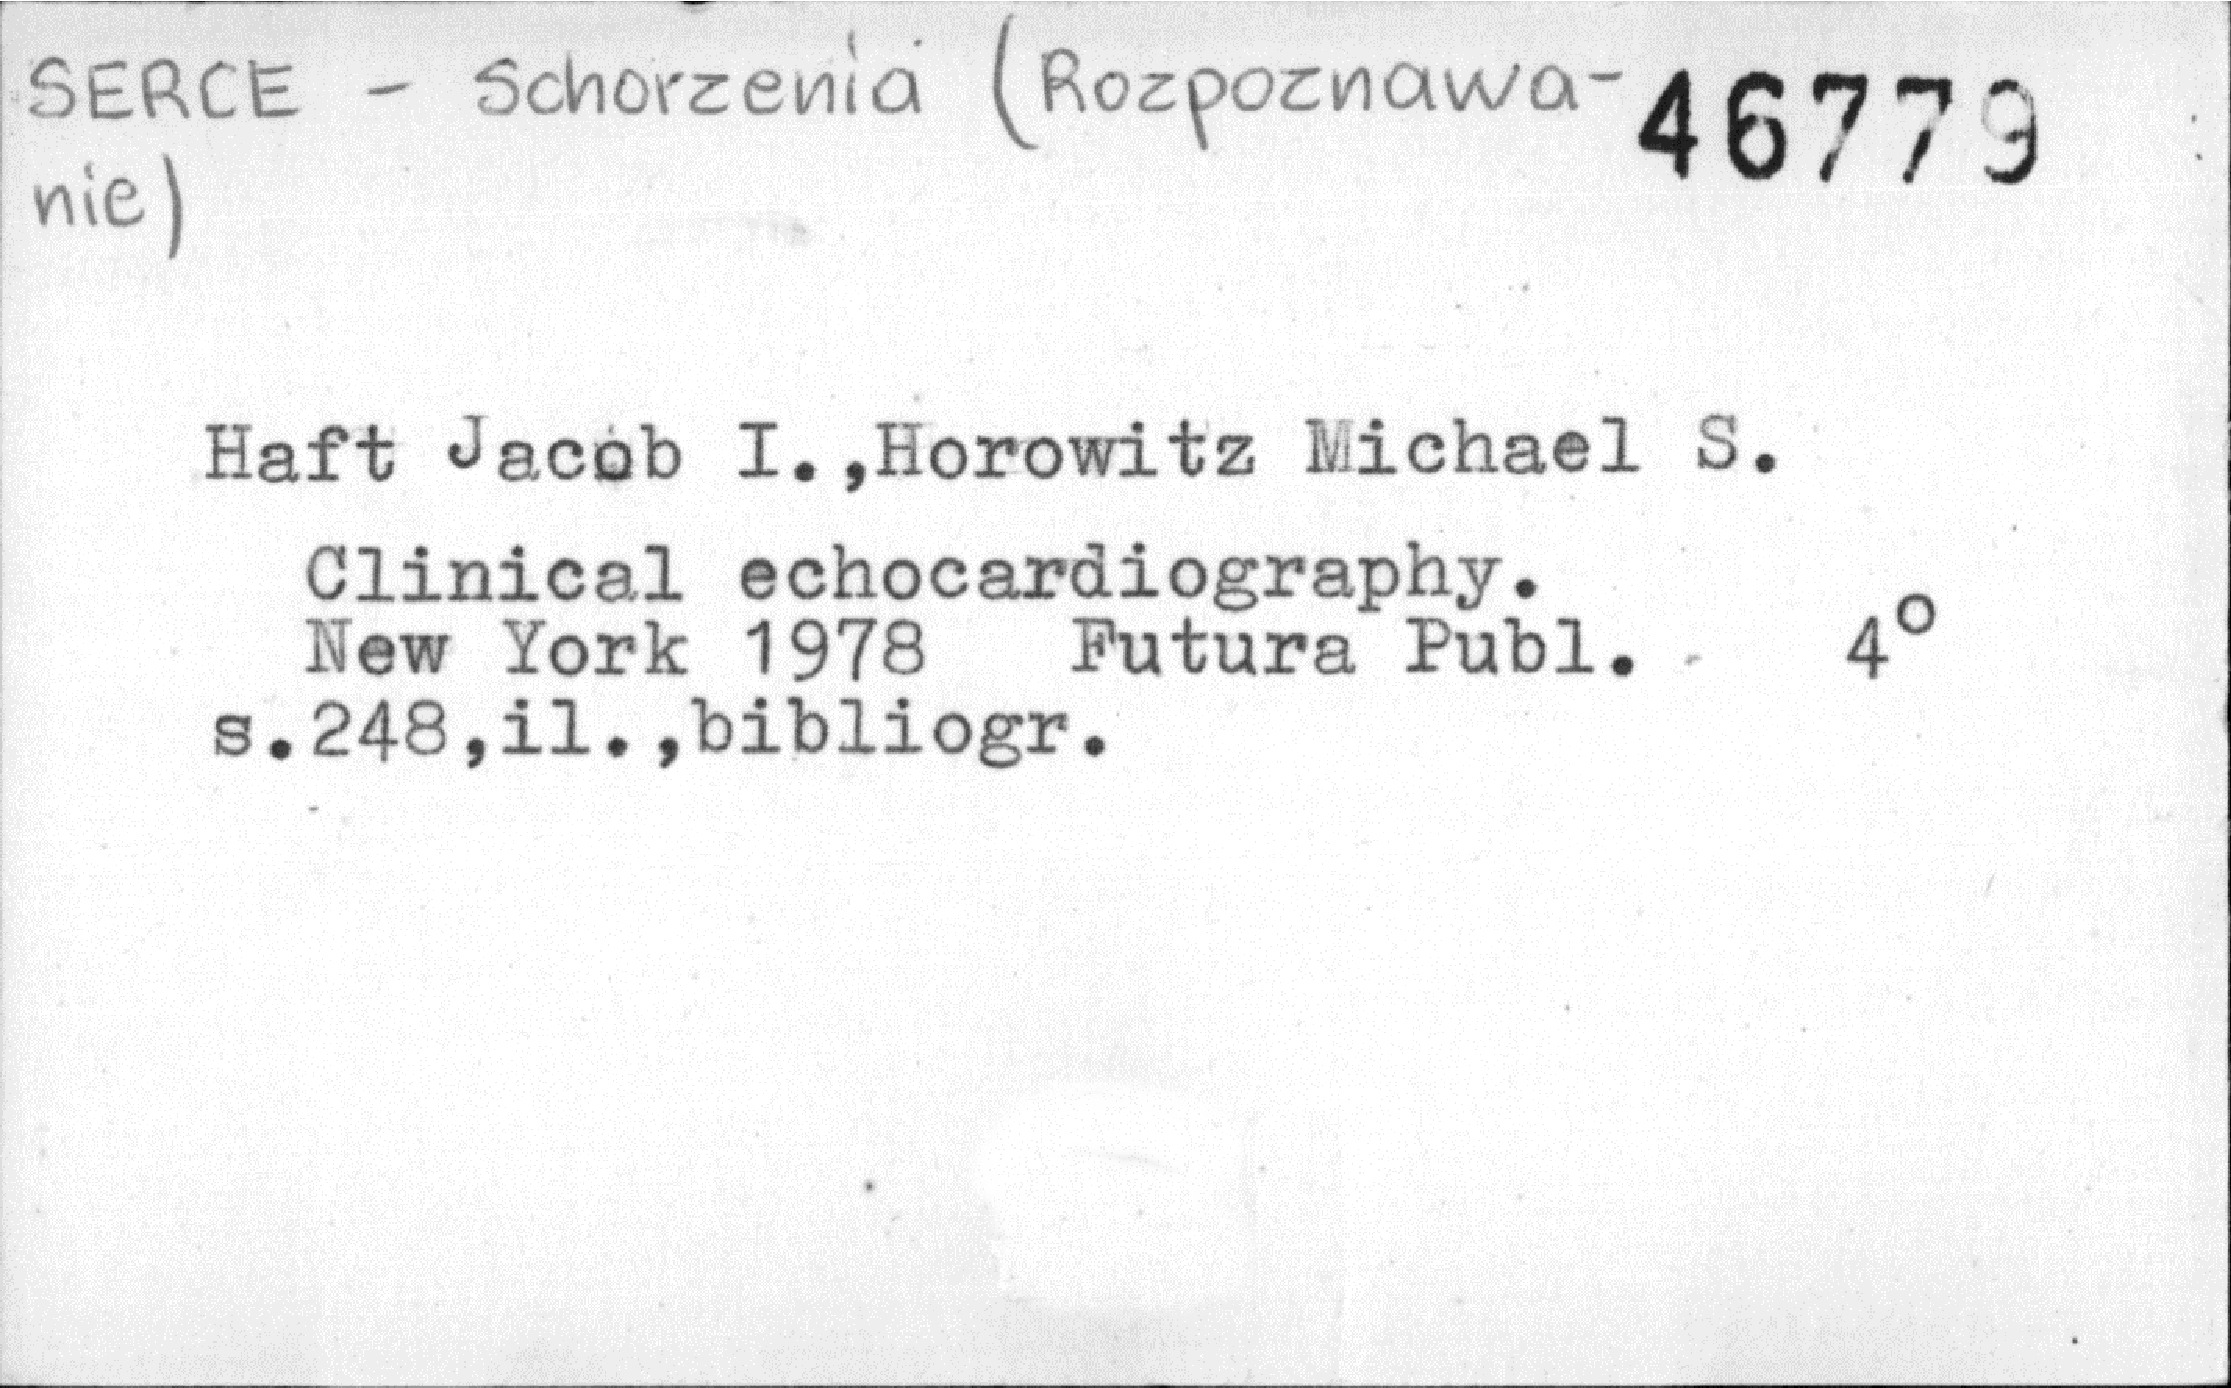 SERCE - Schorzenia (Rozpoznawa- 46779
nie)
Haft Jacob I.,Horowitz Michael S.
Clinical echocardiography.
New York 1978 Futura Publ. 4°
s.248,il.,bibliogr.